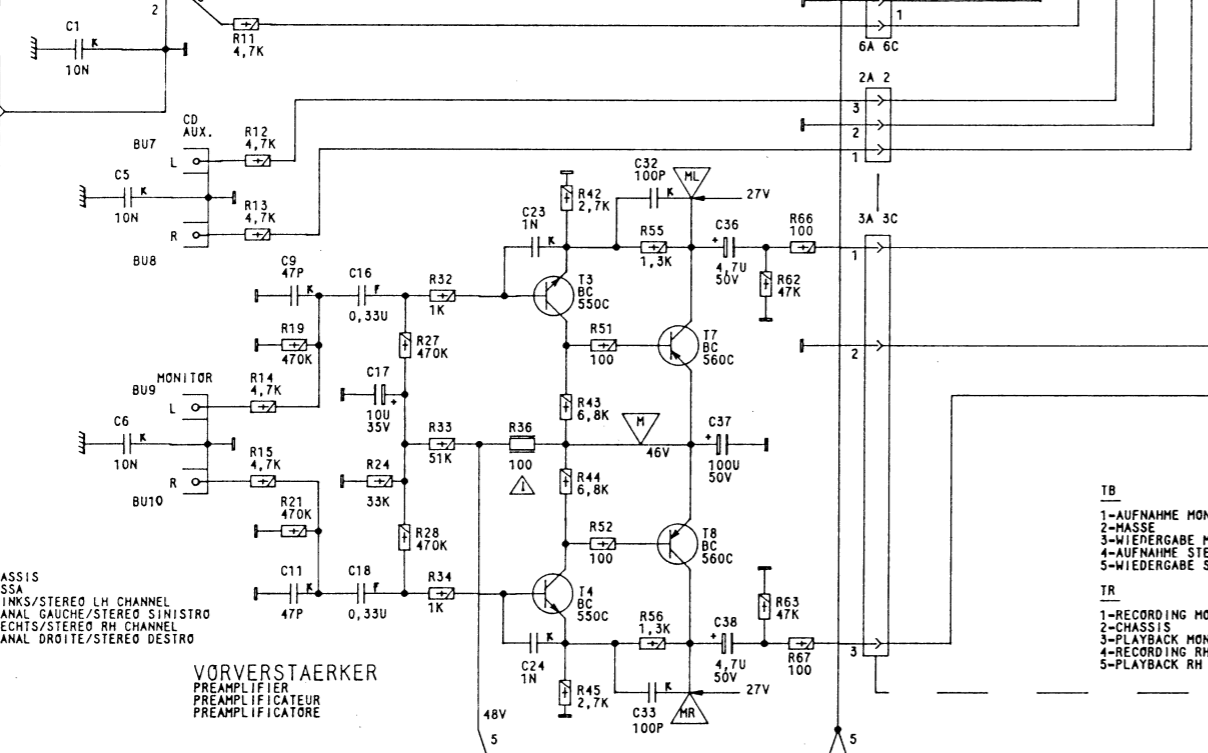 2
C1
K
10N
R11
4,7K
1
6A 6C
2A 2
3
2
1
CD
AUX.
BU7
L
R12
4,7K
C5
K
10N
R13
4,7K
R
BU8
C32
100P
K
ML
27V
R42
2,7K
C23
1N
K
R55
1,3K
C36
+
4,7U
50V
R66
100
3A 3C
1
R62
47K
C9
47P
K
C16
F
0,33U
R32
1K
T3
BC
550C
R19
470K
R27
470K
R51
100
T7
BC
560C
2
MONITOR
BU9
L
R14
4,7K
C17
10U
35V
+
R43
6,8K
M
46V
C6
K
10N
R33
51K
R36
100
C37
+
100U
50V
R
BU10
R15
4,7K
R24
33K
R44
6,8K
R21
470K
R28
470K
R52
100
T8
BC
560C
C11
47P
K
C18
F
0,33U
R34
1K
T4
BC
550C
R63
47K
C24
1N
K
R56
1,3K
C38
+
4,7U
50V
R67
100
3
R45
2,7K
C33
100P
K
MR
27V
48V
5
5
ASSIS
SSA
INKS/STEREO LH CHANNEL
ANAL GAUCHE/STEREO SINISTRO
ECHTS/STEREO RH CHANNEL
ANAL DROITE/STEREO DESTRO
VORVERSTAERKER
PREAMPLIFIER
PREAMPLIFICATEUR
PREAMPLIFICATORE
TB
1-AUFNAHME MON
2-MASSE
3-WIEDERGABE M
4-AUFNAHME STE
5-WIEDERGABE S
TR
1-RECORDING MO
2-CHASSIS
3-PLAYBACK MON
4-RECORDING RH
5-PLAYBACK RH